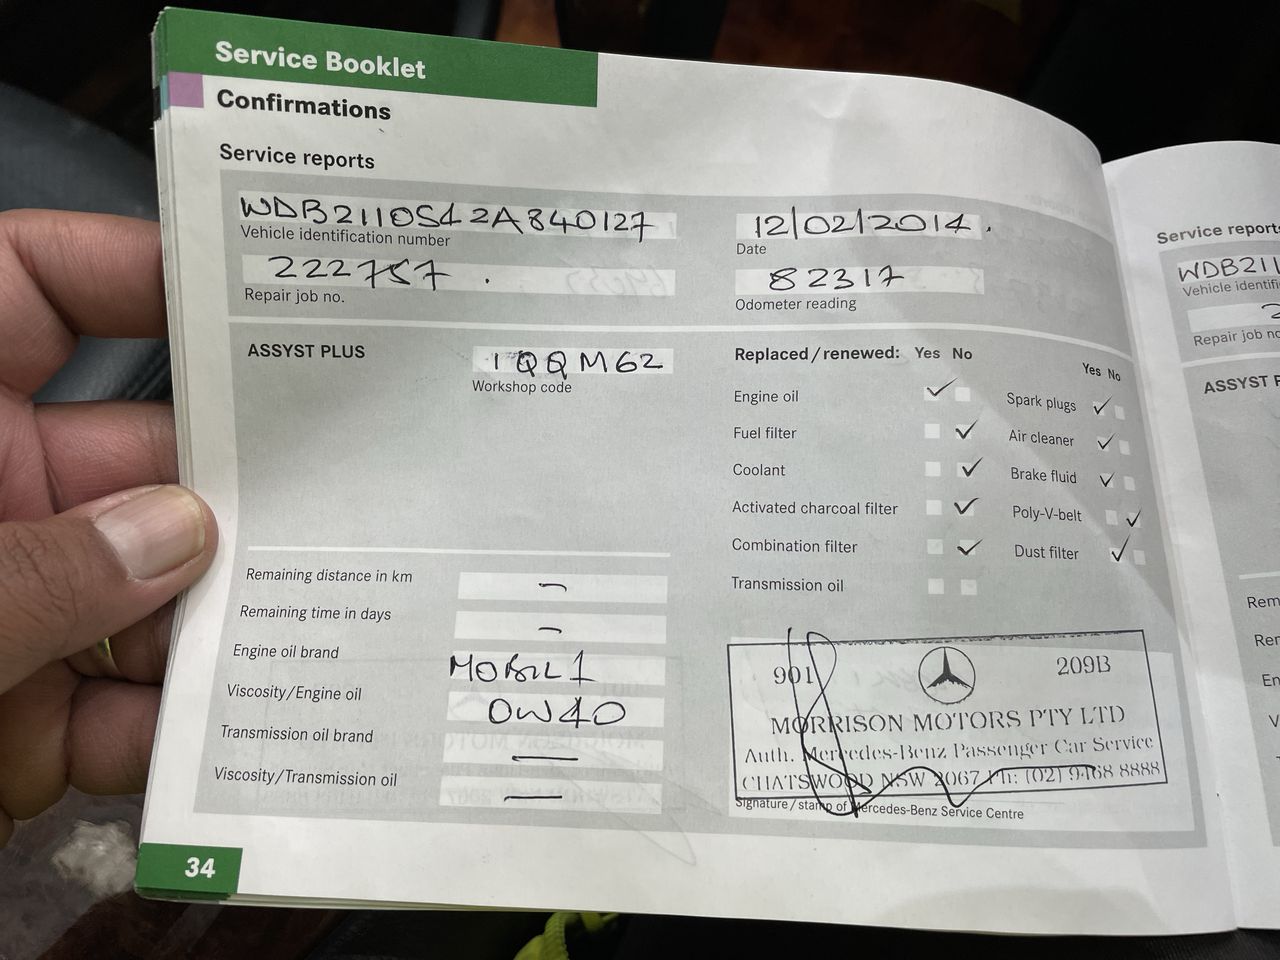 Service Booklet
Confirmations
Service reports
WDB2110542A840127
Vehicle identification number
12/02/2014.
Date
222757.
Repair job no.
82317
Odometer reading
ASSYST PLUS
1QQM62
Workshop code
Replaced/renewed: Yes No
Yes No
Engine oil
Spark plugs
Fuel filter
Air cleaner
Coolant
Brake fluid
Activated charcoal filter
Poly-V-belt
Combination filter
Dust filter
Transmission oil
Remaining distance in km –
Remaining time in days –
Engine oil brand MOBIL 1
Viscosity/Engine oil 0W40
Transmission oil brand —
Viscosity/Transmission oil —
901 209B
MORRISON MOTORS PTY LTD
Auth. Mercedes-Benz Passenger Car Service
CHATSWOOD NSW 2067 Ph: (02) 9468 8888
Signature/stamp of Mercedes-Benz Service Centre
34
Service reports
WDB211
Vehicle identifi
2
Repair job no
ASSYST P
Rem
Rem
En
V